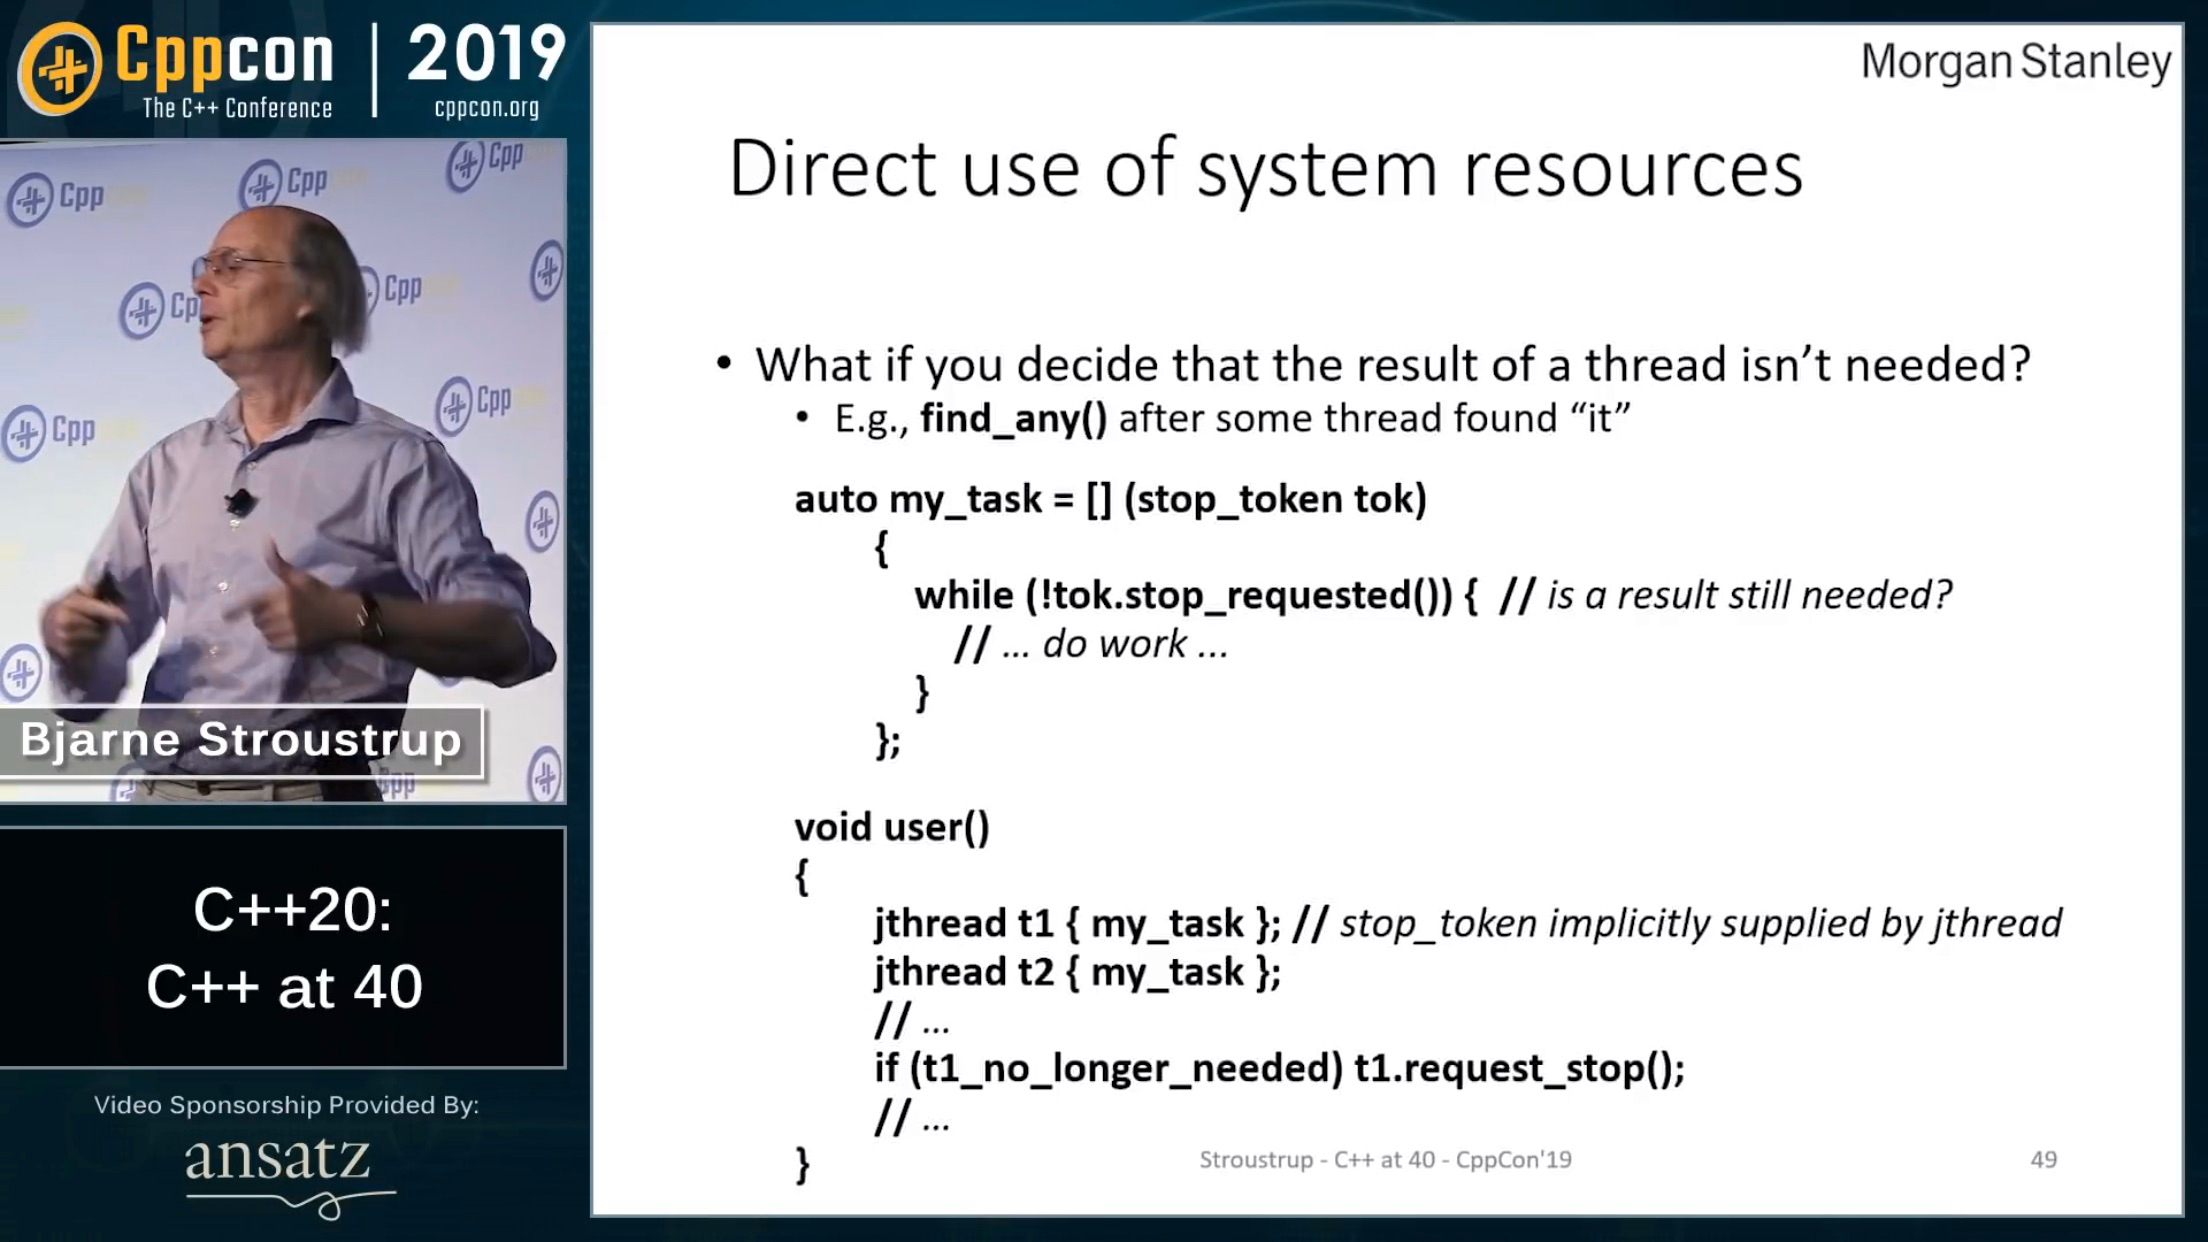 Cppcon
The C++ Conference
2019
cppcon.org
Cpp
Cpp
Cpp
Cp
Cpp
Cpp
Cpp
Bjarne Stroustrup
C++20:
C++ at 40
Video Sponsorship Provided By:
ansatz
Morgan Stanley
Direct use of system resources
• What if you decide that the result of a thread isn’t needed?
• E.g., find_any() after some thread found “it”
auto my_task = [] (stop_token tok)
{
while (!tok.stop_requested()) { // is a result still needed?
// … do work …
}
};
void user()
{
jthread t1 { my_task }; // stop_token implicitly supplied by jthread
jthread t2 { my_task };
// …
if (t1_no_longer_needed) t1.request_stop();
// …
}
Stroustrup - C++ at 40 - CppCon'19
49